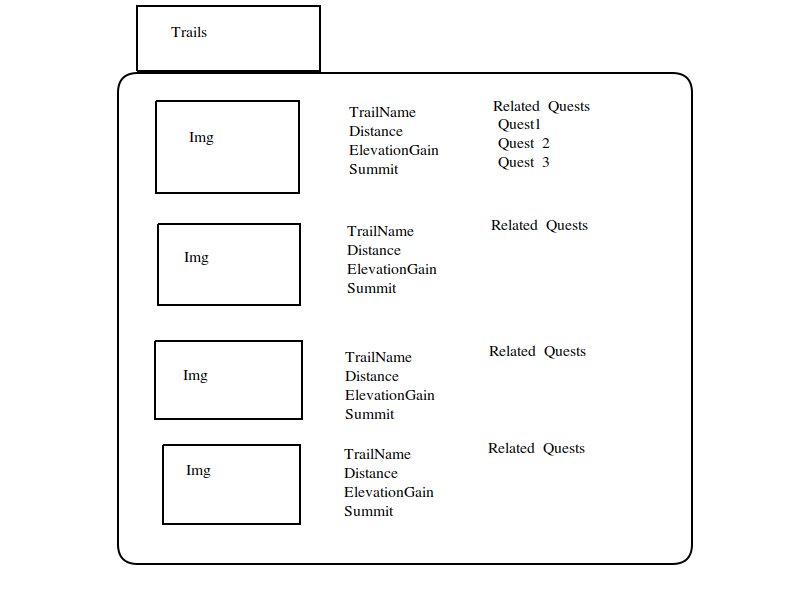 Trails
Img
TrailName
Distance
ElevationGain
Summit
Related Quests
Quest1
Quest 2
Quest 3
Img
TrailName
Distance
ElevationGain
Summit
Related Quests
Img
TrailName
Distance
ElevationGain
Summit
Related Quests
Img
TrailName
Distance
ElevationGain
Summit
Related Quests